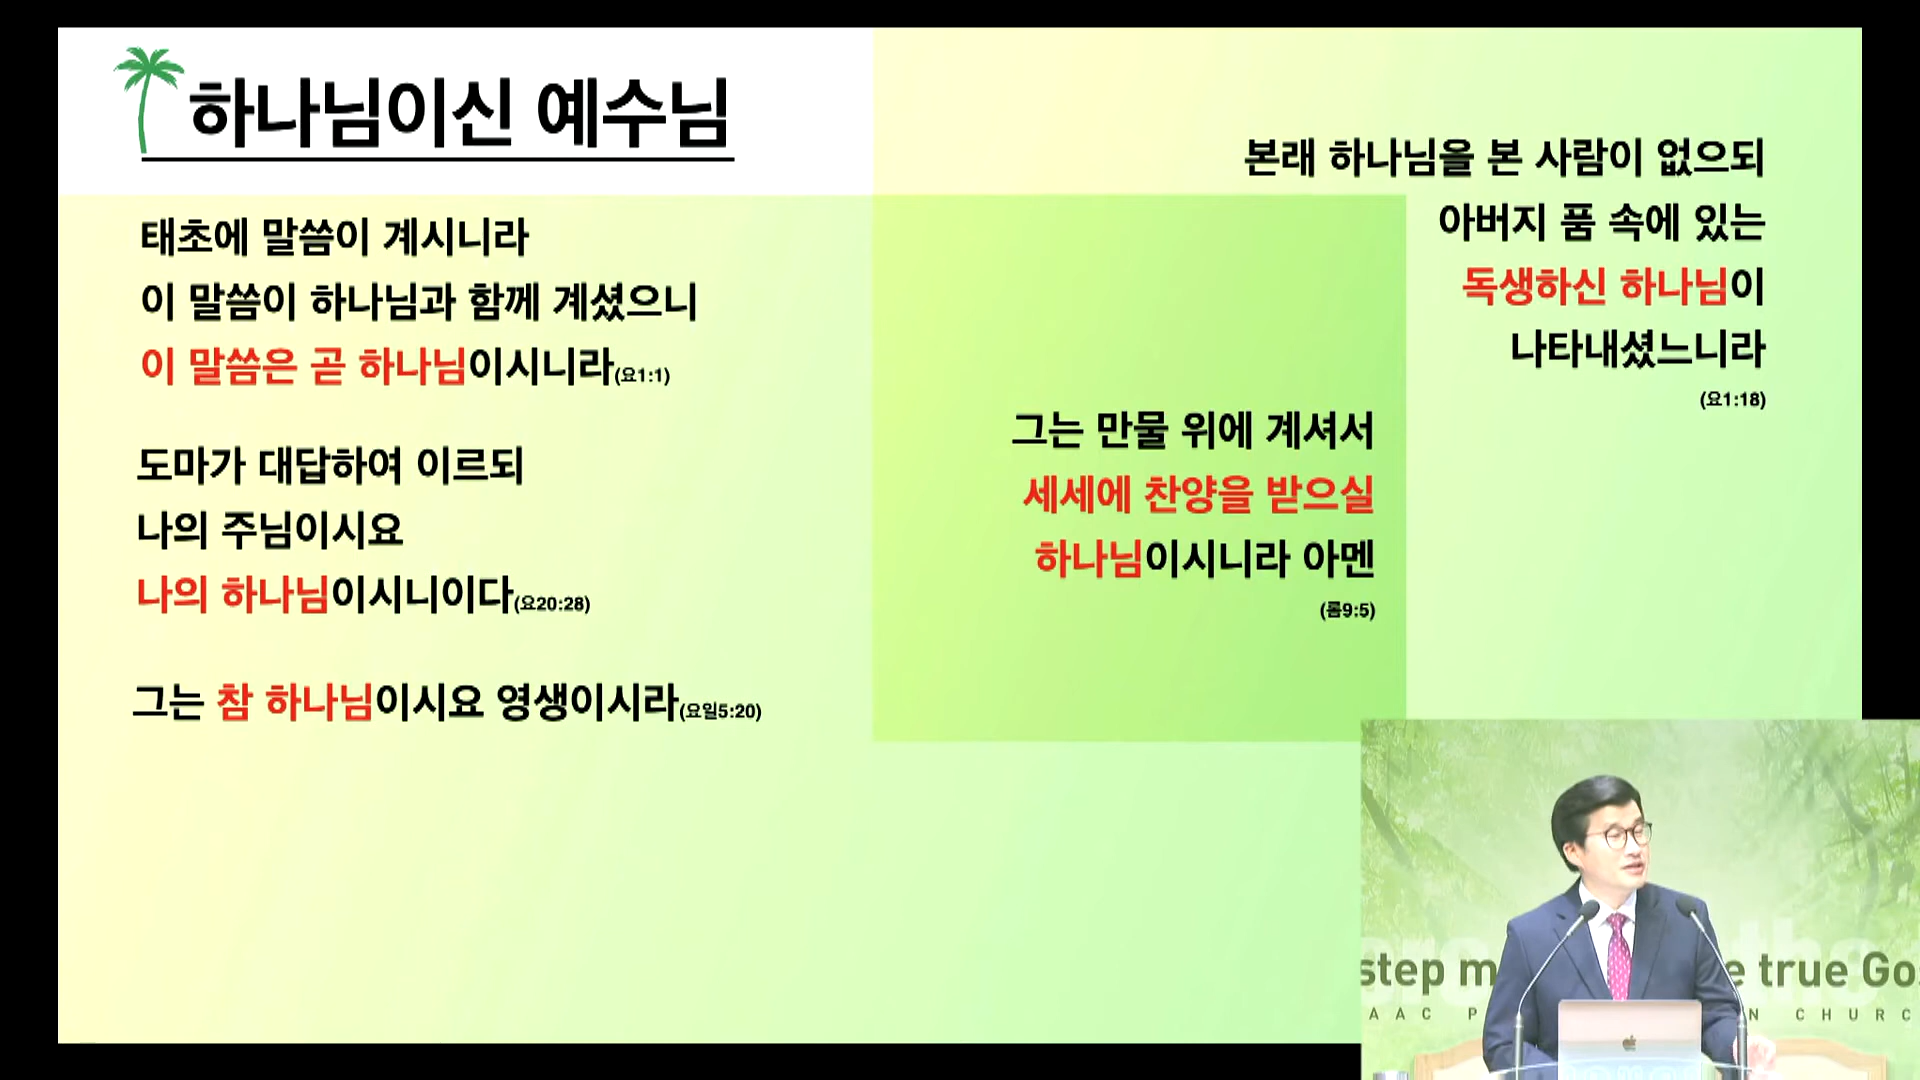 하나님이신 예수님
태초에 말씀이 계시니라
이 말씀이 하나님과 함께 계셨으니
이 말씀은 곧 하나님이시니라(요1:1)
도마가 대답하여 이르되
나의 주님이시요
나의 하나님이시니이다(요20:28)
그는 참 하나님이시요 영생이시라(요일5:20)
본래 하나님을 본 사람이 없으되
아버지 품 속에 있는
독생하신 하나님이
나타내셨느니라
(요1:18)
그는 만물 위에 계셔서
세세에 찬양을 받으실
하나님이시니라 아멘
(롬9:5)
step m e true Go
AAC P N CHURC